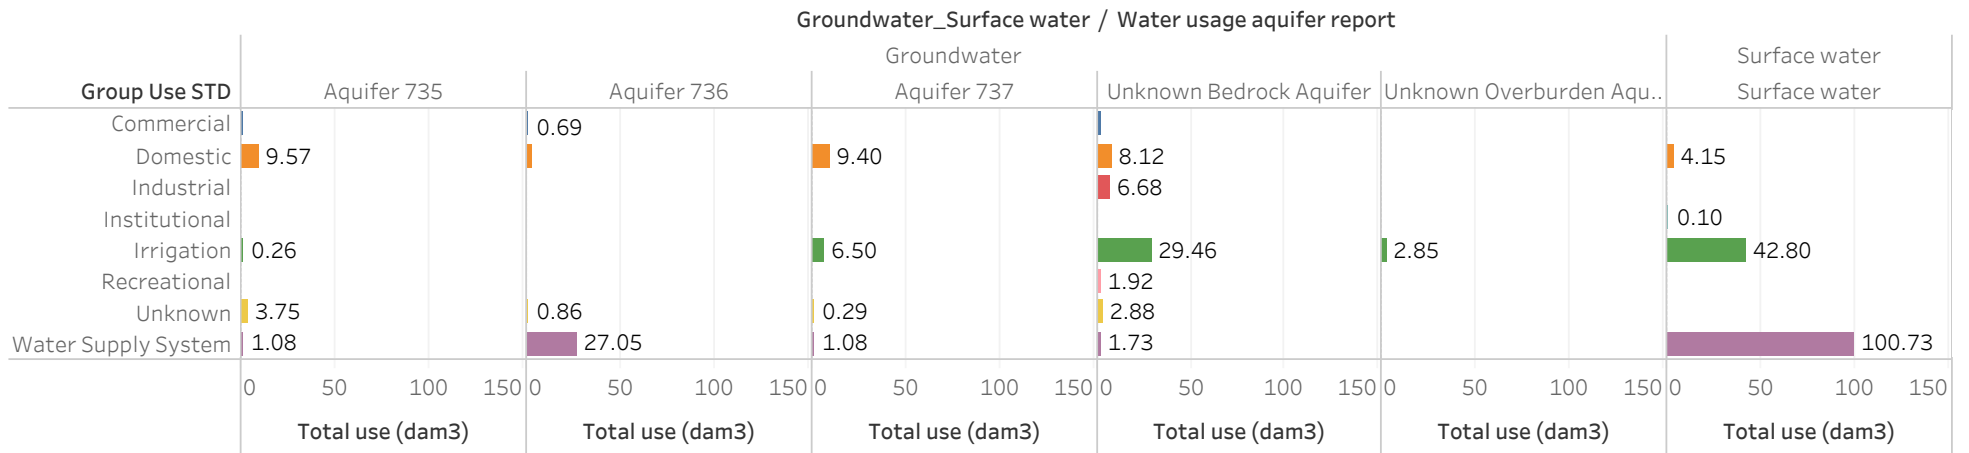 Groundwater_Surface water / Water usage aquifer report
Groundwater Surface water
Group Use STD Aquifer 735 Aquifer 736 Aquifer 737 Unknown Bedrock Aquifer Unknown Overburden Aqu.. Surface water
Commercial 0.69
Domestic 9.57 9.40 8.12 4.15
Industrial 6.68
Institutional 0.10
Irrigation 0.26 6.50 29.46 2.85 42.80
Recreational 1.92
Unknown 3.75 0.86 0.29 2.88
Water Supply System 1.08 27.05 1.08 1.73 100.73
0 50 100 150 0 50 100 150 0 50 100 150 0 50 100 150 0 50 100 150 0 50 100 150
Total use (dam3) Total use (dam3) Total use (dam3) Total use (dam3) Total use (dam3) Total use (dam3)